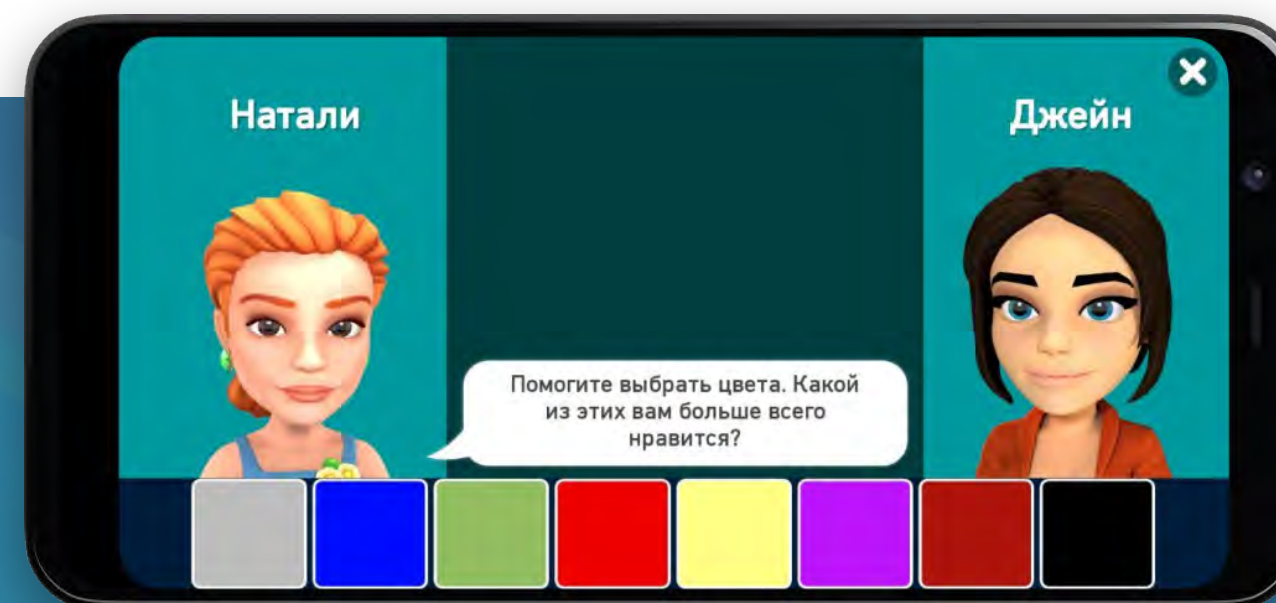 Натали
Джейн
Помогите выбрать цвета. Какой
из этих вам больше всего
нравится?